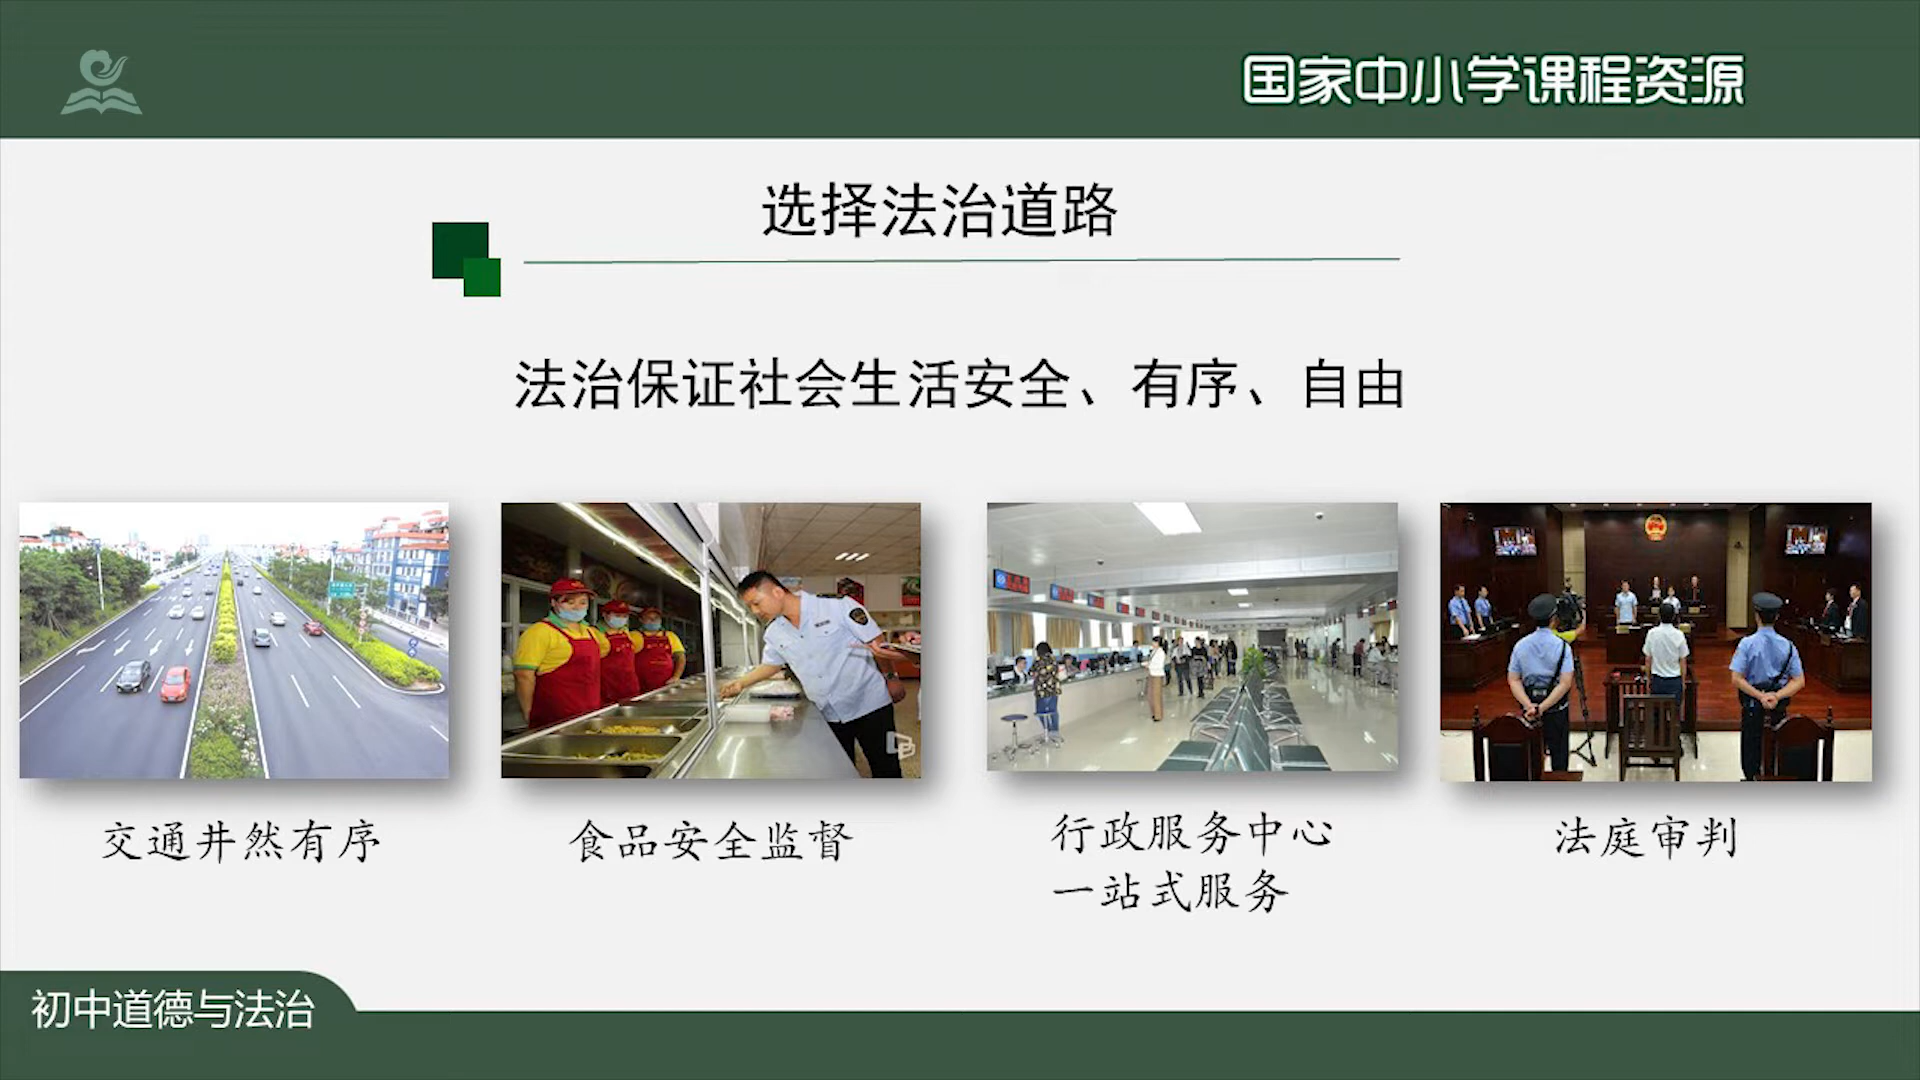 国家中小学课程资源
选择法治道路
法治保证社会生活安全、有序、自由
交通井然有序
食品安全监督
行政服务中心
一站式服务
法庭审判
初中道德与法治